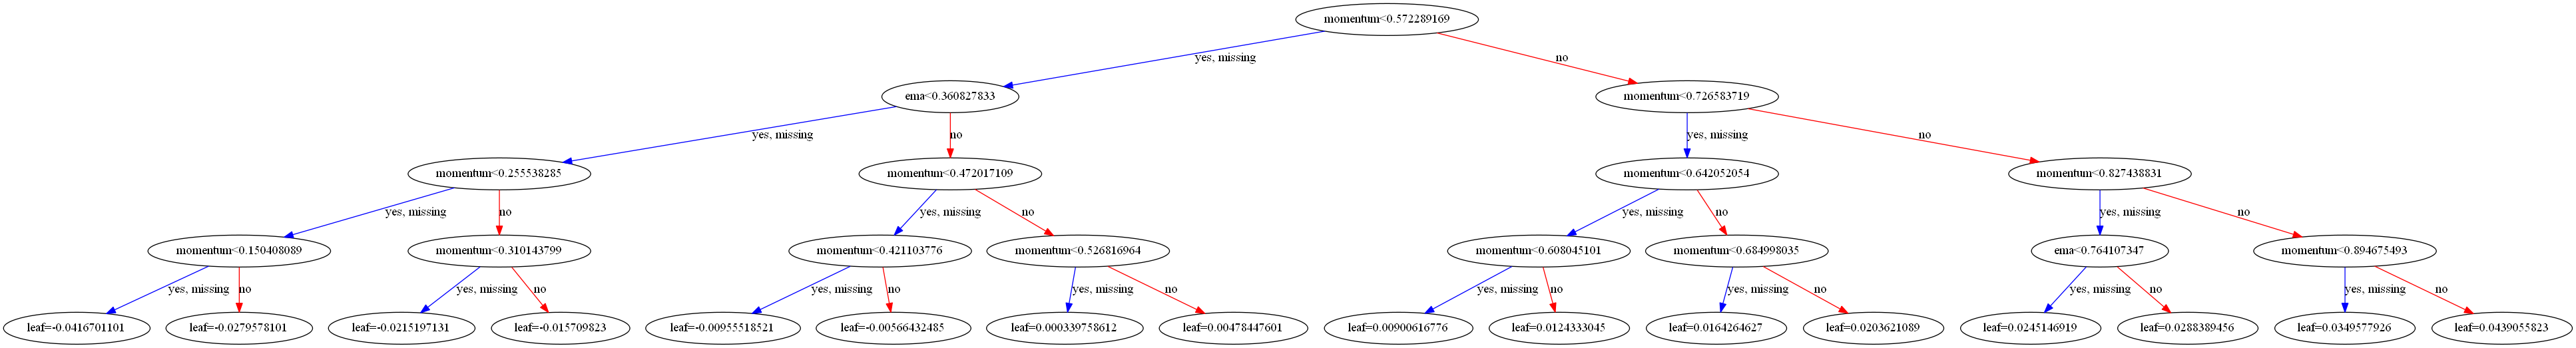 momentum<0.572289169
yes, missing
no
ema<0.360827833
momentum<0.726583719
yes, missing
no
yes, missing
no
momentum<0.255538285
momentum<0.472017109
momentum<0.642052054
momentum<0.827438831
yes, missing
no
yes, missing
no
yes, missing
no
yes, missing
no
momentum<0.150408089
momentum<0.310143799
momentum<0.421103776
momentum<0.526816964
momentum<0.608045101
momentum<0.684998035
ema<0.764107347
momentum<0.894675493
yes, missing
no
yes, missing
no
yes, missing
no
yes, missing
no
yes, missing
no
yes, missing
no
yes, missing
no
yes, missing
no
leaf=-0.0416701101
leaf=-0.0279578101
leaf=-0.0215197131
leaf=-0.015709823
leaf=-0.00955518521
leaf=-0.00566432485
leaf=0.000339758612
leaf=0.00478447601
leaf=0.00900616776
leaf=0.0124333045
leaf=0.0164264627
leaf=0.0203621089
leaf=0.0245146919
leaf=0.0288389456
leaf=0.0349577926
leaf=0.0439055823